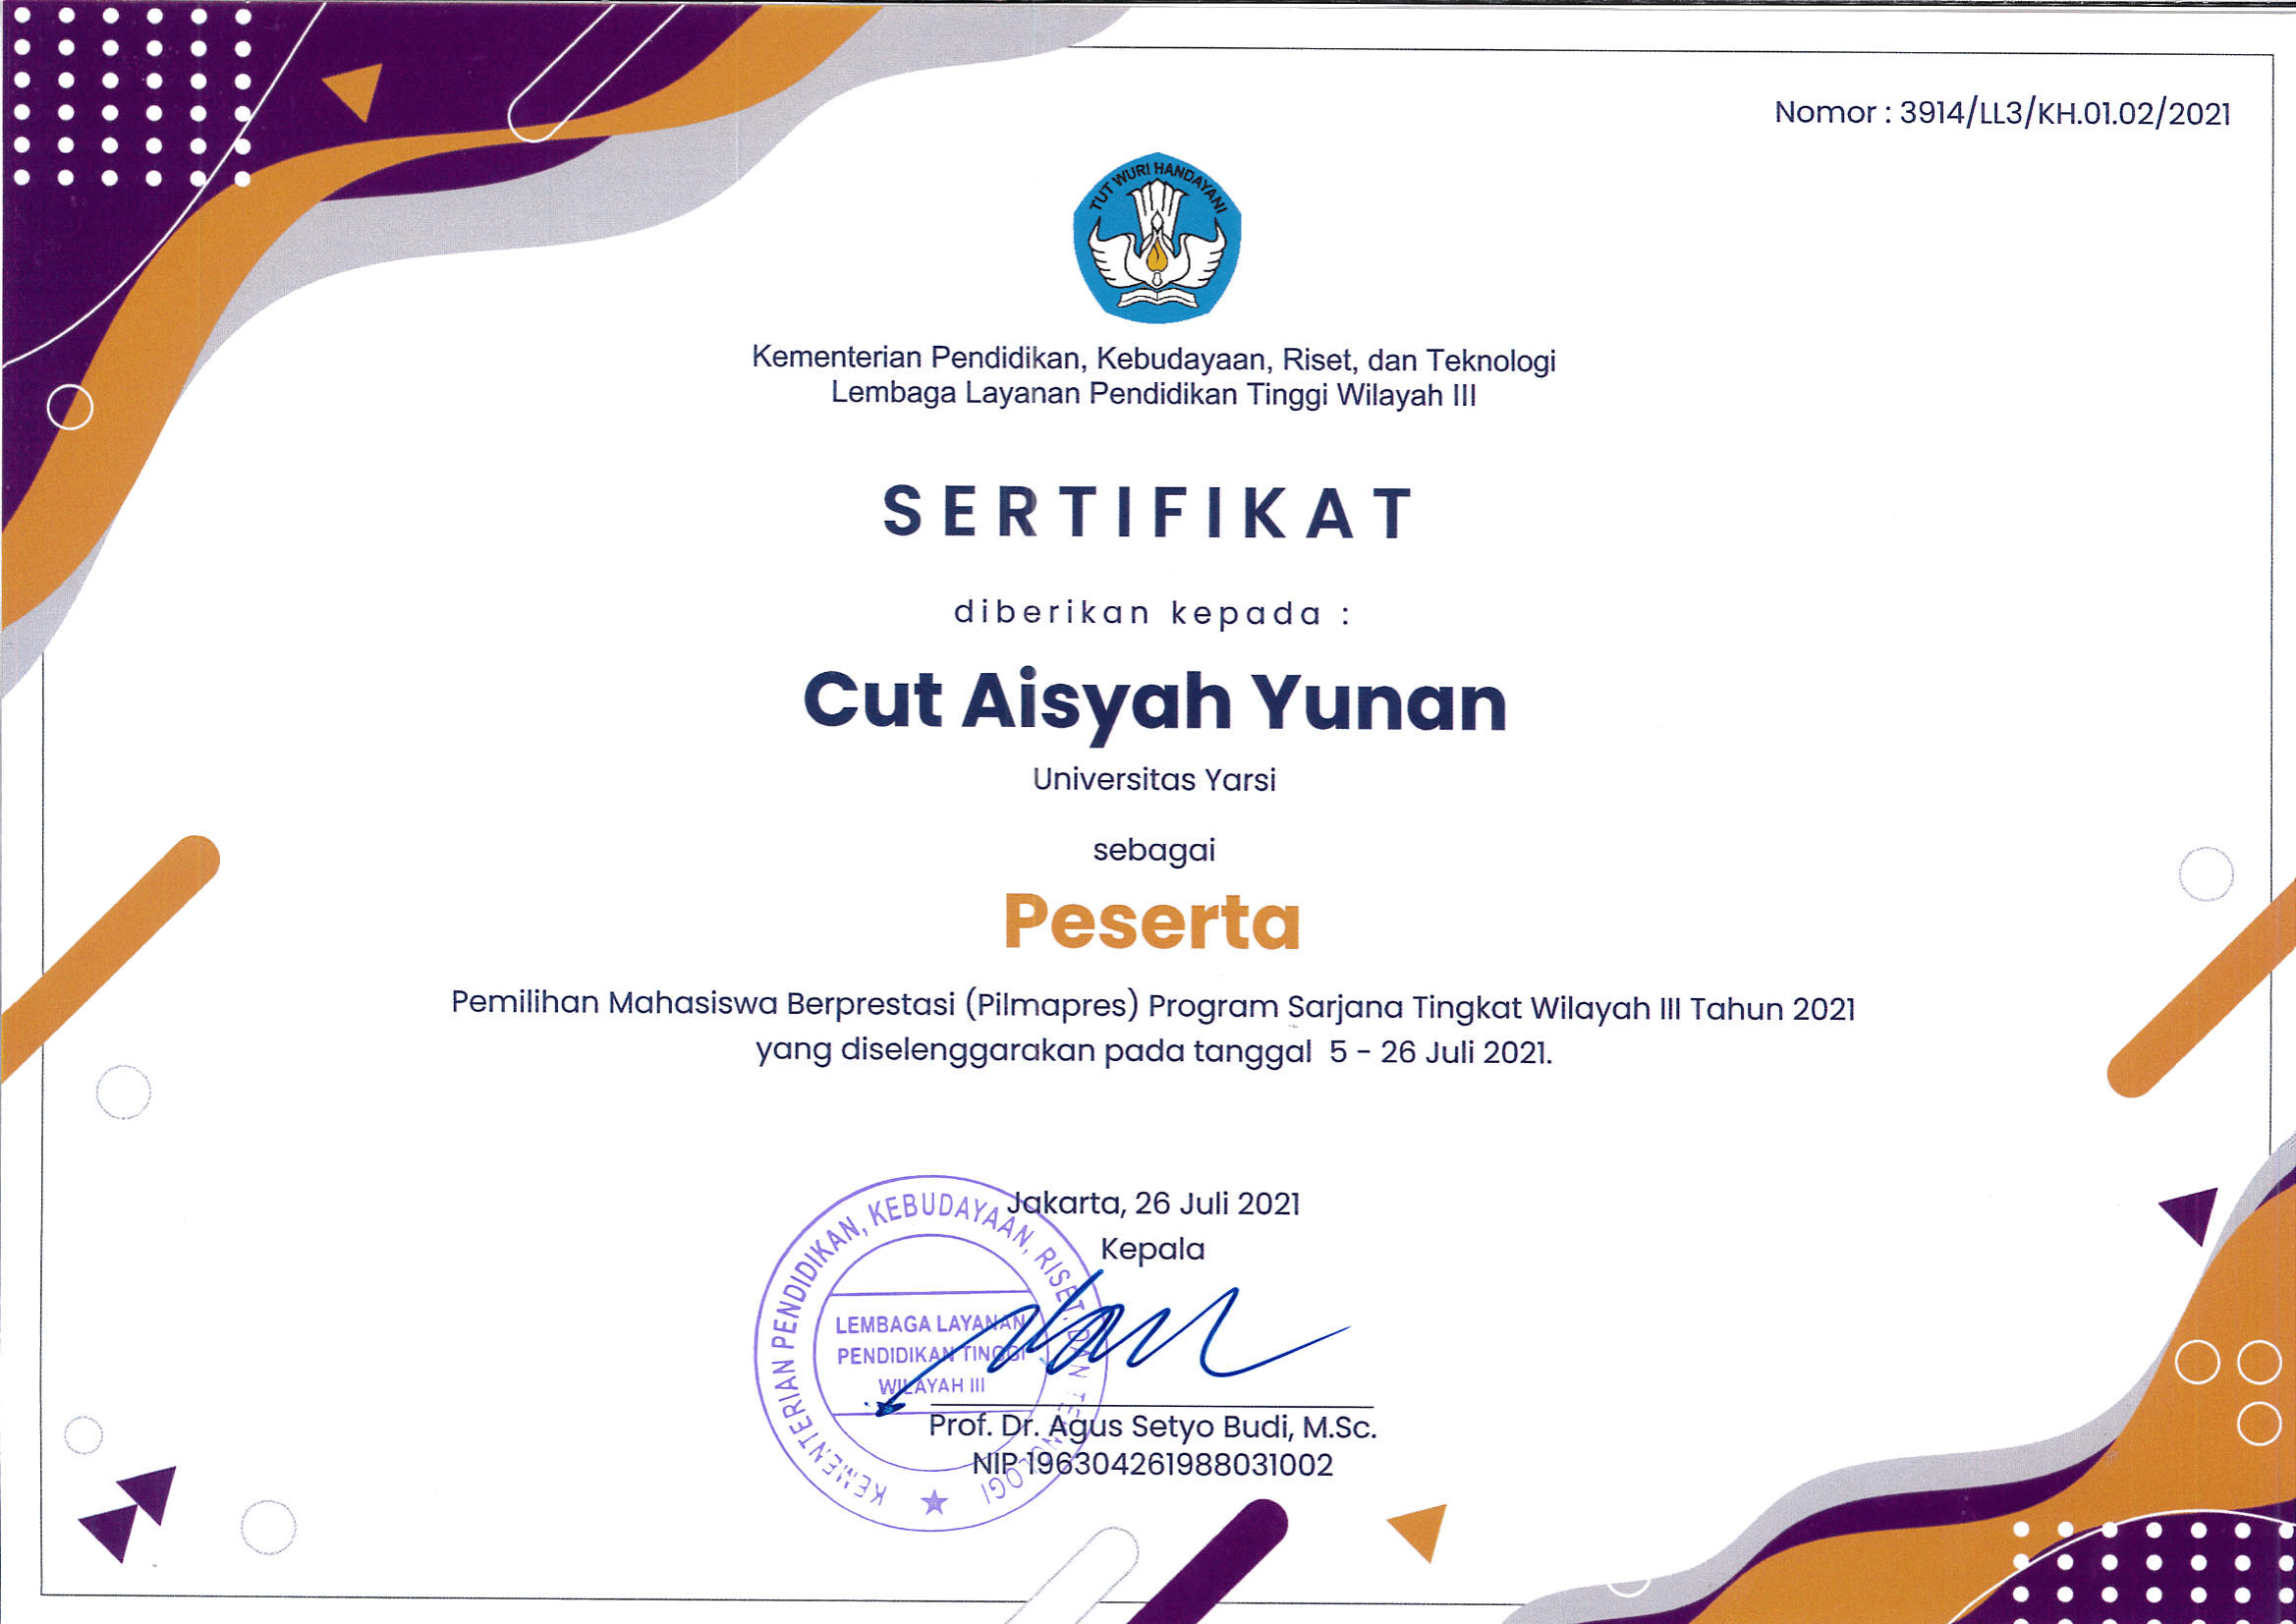 Nomor : 3914/LL3/KH.01.02/2021
TUT WURI HANDAYANI
Kementerian Pendidikan, Kebudayaan, Riset, dan Teknologi
Lembaga Layanan Pendidikan Tinggi Wilayah III
SERTIFIKAT
diberikan kepada :
Cut Aisyah Yunan
Universitas Yarsi
sebagai
Peserta
Pemilihan Mahasiswa Berprestasi (Pilmapres) Program Sarjana Tingkat Wilayah III Tahun 2021
yang diselenggarakan pada tanggal 5 - 26 Juli 2021.
Jakarta, 26 Juli 2021
Kepala
KEMENTERIAN PENDIDIKAN, KEBUDAYAAN, RISET, DAN TEKNOLOGI
LEMBAGA LAYANAN
PENDIDIKAN TINGGI
WILAYAH III
Prof. Dr. Agus Setyo Budi, M.Sc.
NIP 196304261988031002